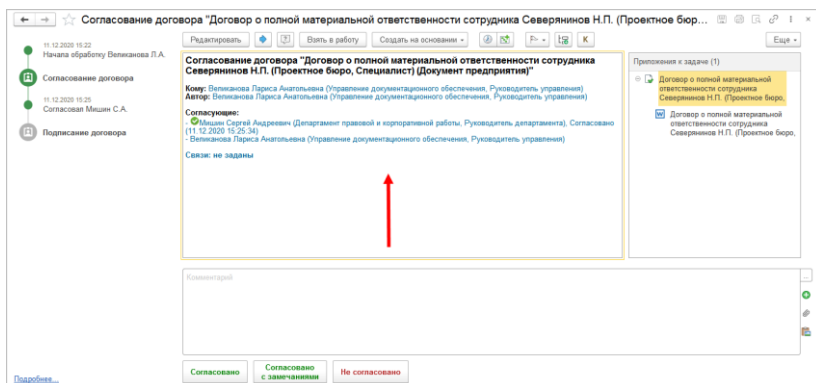 Согласование договора "Договор о полной материальной ответственности сотрудника Северянинов Н.П. (Проектное бюр...
11.12.2020 15:22
Начала обработку Великанова Л.А.
Согласование договора
11.12.2020 15:25
Согласовал Мишин С.А.
Подписание договора
Подробнее...
Редактировать
Взять в работу
Создать на основании
К
Еще
Согласование договора "Договор о полной материальной ответственности сотрудника
Северянинов Н.П. (Проектное бюро, Специалист) (Документ предприятия)"
Кому: Великанова Лариса Анатольевна (Управление документационного обеспечения, Руководитель управления)
Автор: Великанова Лариса Анатольевна (Управление документационного обеспечения, Руководитель управления)
Согласующие:
- Мишин Сергей Андреевич (Департамент правовой и корпоративной работы, Руководитель департамента), Согласовано
(11.12.2020 15:25:34)
- Великанова Лариса Анатольевна (Управление документационного обеспечения, Руководитель управления)
Связи: не заданы
Приложения к задаче (1)
Договор о полной материальной
ответственности сотрудника
Северянинов Н.П. (Проектное бюро,
Договор о полной материальной
ответственности сотрудника
Северянинов Н.П. (Проектное бюро,
Комментарий
...
Согласовано
Согласовано
с замечаниями
Не согласовано